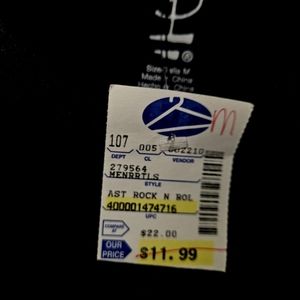 Size/Talla M
Made in China
Hecho en China
M
107 005 002210
DEPT CL VENDOR
279564
MENRRTLS
STYLE
AST ROCK N ROL
400001474716
UPC
COMPARE AT $22.00
OUR PRICE $11.99